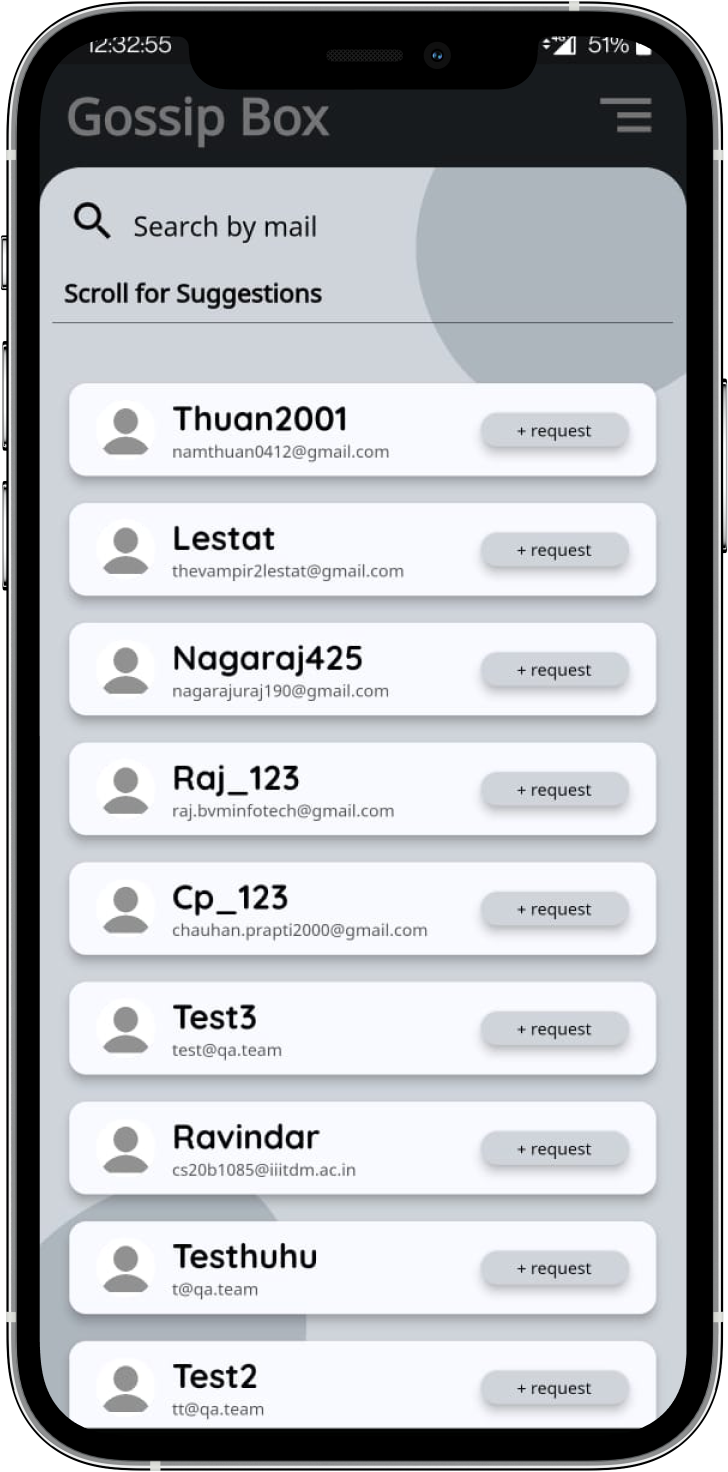 12:32:55 51%
Gossip Box
Search by mail
Scroll for Suggestions
Thuan2001
namthuan0412@gmail.com
+ request
Lestat
thevampir2lestat@gmail.com
+ request
Nagaraj425
nagarajuraj190@gmail.com
+ request
Raj_123
raj.bvminfotech@gmail.com
+ request
Cp_123
chauhan.prapti2000@gmail.com
+ request
Test3
test@qa.team
+ request
Ravindar
cs20b1085@iiitdm.ac.in
+ request
Testhuhu
t@qa.team
+ request
Test2
tt@qa.team
+ request